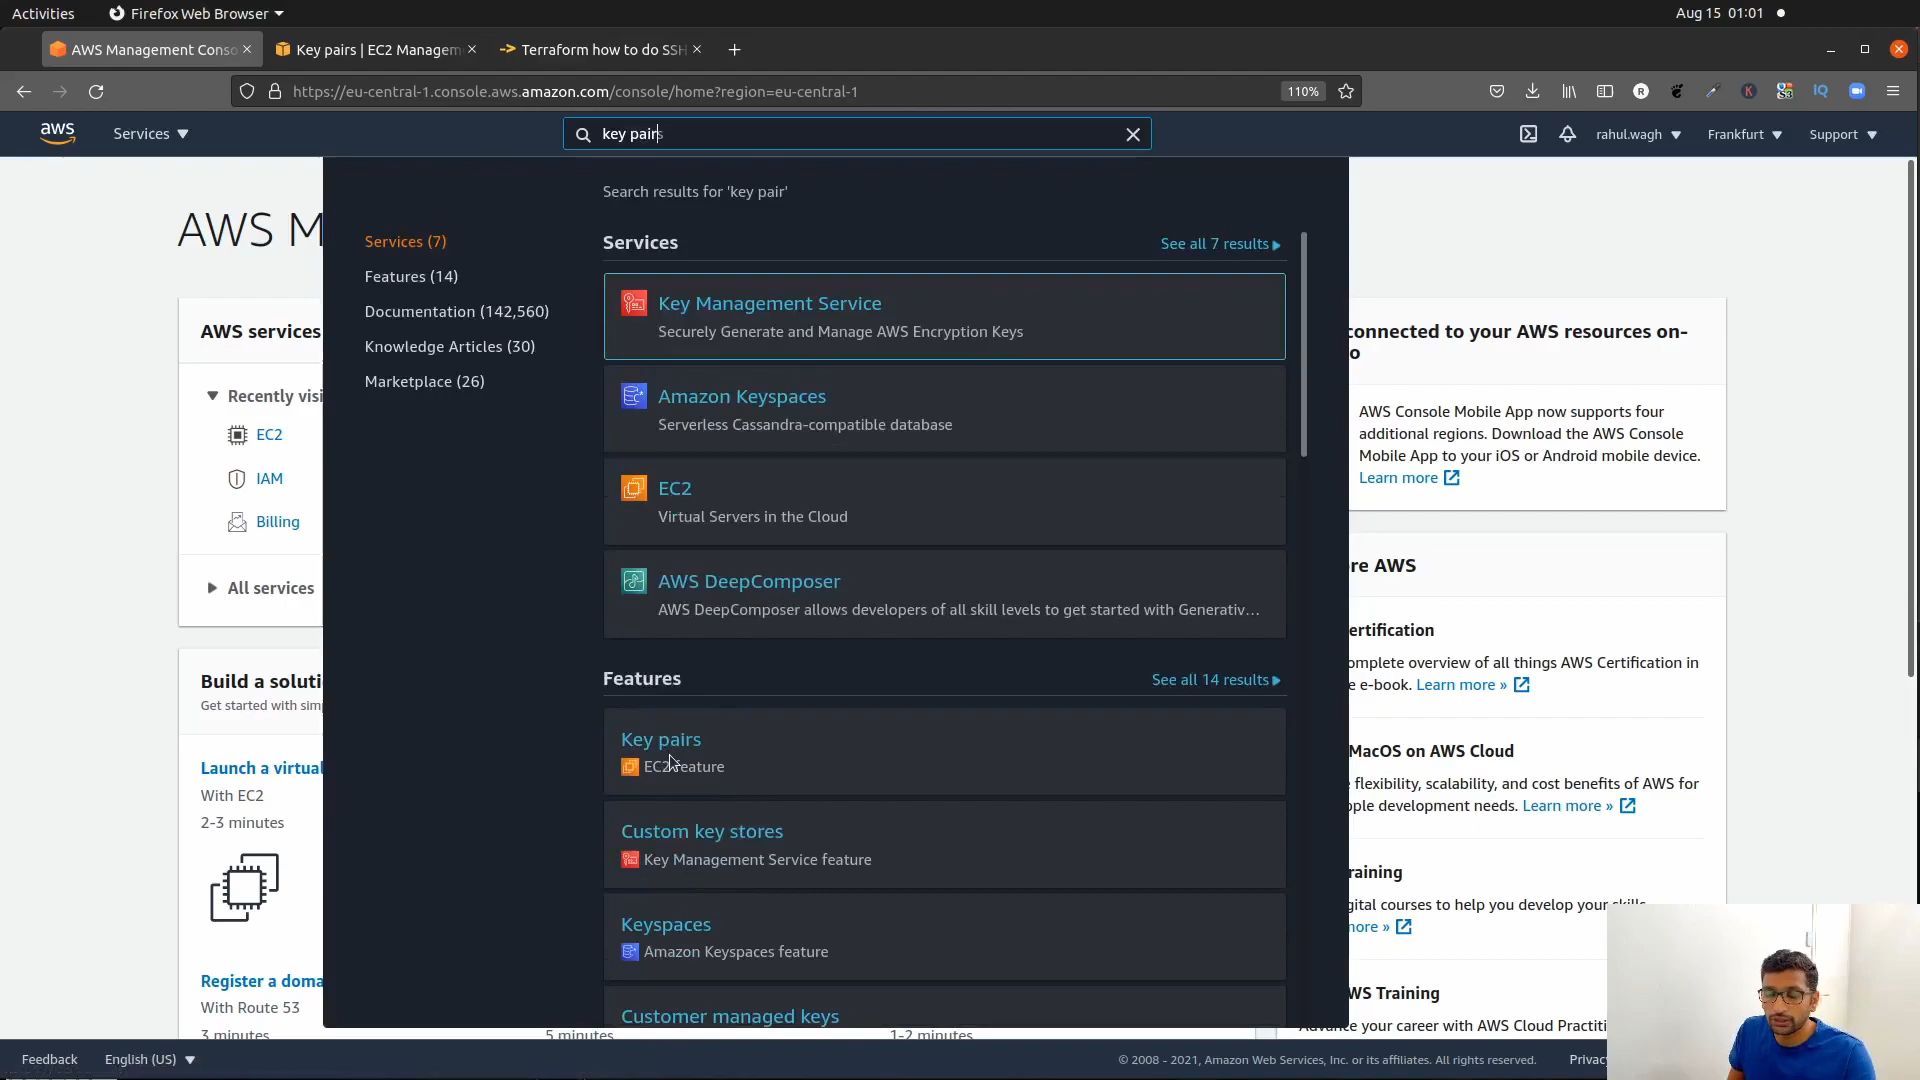 Activities
Firefox Web Browser
Aug 15 01:01
AWS Management Conso
Key pairs | EC2 Managem
Terraform how to do SSH
https://eu-central-1.console.aws.amazon.com/console/home?region=eu-central-1
110%
aws
Services
key pairs
rahul.wagh
Frankfurt
Support
Search results for 'key pair'
Services (7)
Features (14)
Documentation (142,560)
Knowledge Articles (30)
Marketplace (26)
Services
See all 7 results
Key Management Service
Securely Generate and Manage AWS Encryption Keys
Amazon Keyspaces
Serverless Cassandra-compatible database
EC2
Virtual Servers in the Cloud
AWS DeepComposer
AWS DeepComposer allows developers of all skill levels to get started with Generativ...
Features
See all 14 results
Key pairs
EC2 feature
Custom key stores
Key Management Service feature
Keyspaces
Amazon Keyspaces feature
Customer managed keys
AWS M
AWS services
Recently visi
EC2
IAM
Billing
All services
Build a soluti
Get started with sim
Launch a virtual
With EC2
2-3 minutes
Register a doma
With Route 53
3 minutes
5 minutes
1-2 minutes
connected to your AWS resources on-
o
AWS Console Mobile App now supports four
additional regions. Download the AWS Console
Mobile App to your iOS or Android mobile device.
Learn more
re AWS
ertification
omplete overview of all things AWS Certification in
e e-book. Learn more »
MacOS on AWS Cloud
flexibility, scalability, and cost benefits of AWS for
ple development needs. Learn more »
raining
gital courses to help you develop your skills.
more »
WS Training
Advance your career with AWS Cloud Practiti
Feedback
English (US)
© 2008 - 2021, Amazon Web Services, Inc. or its affiliates. All rights reserved.
Privac